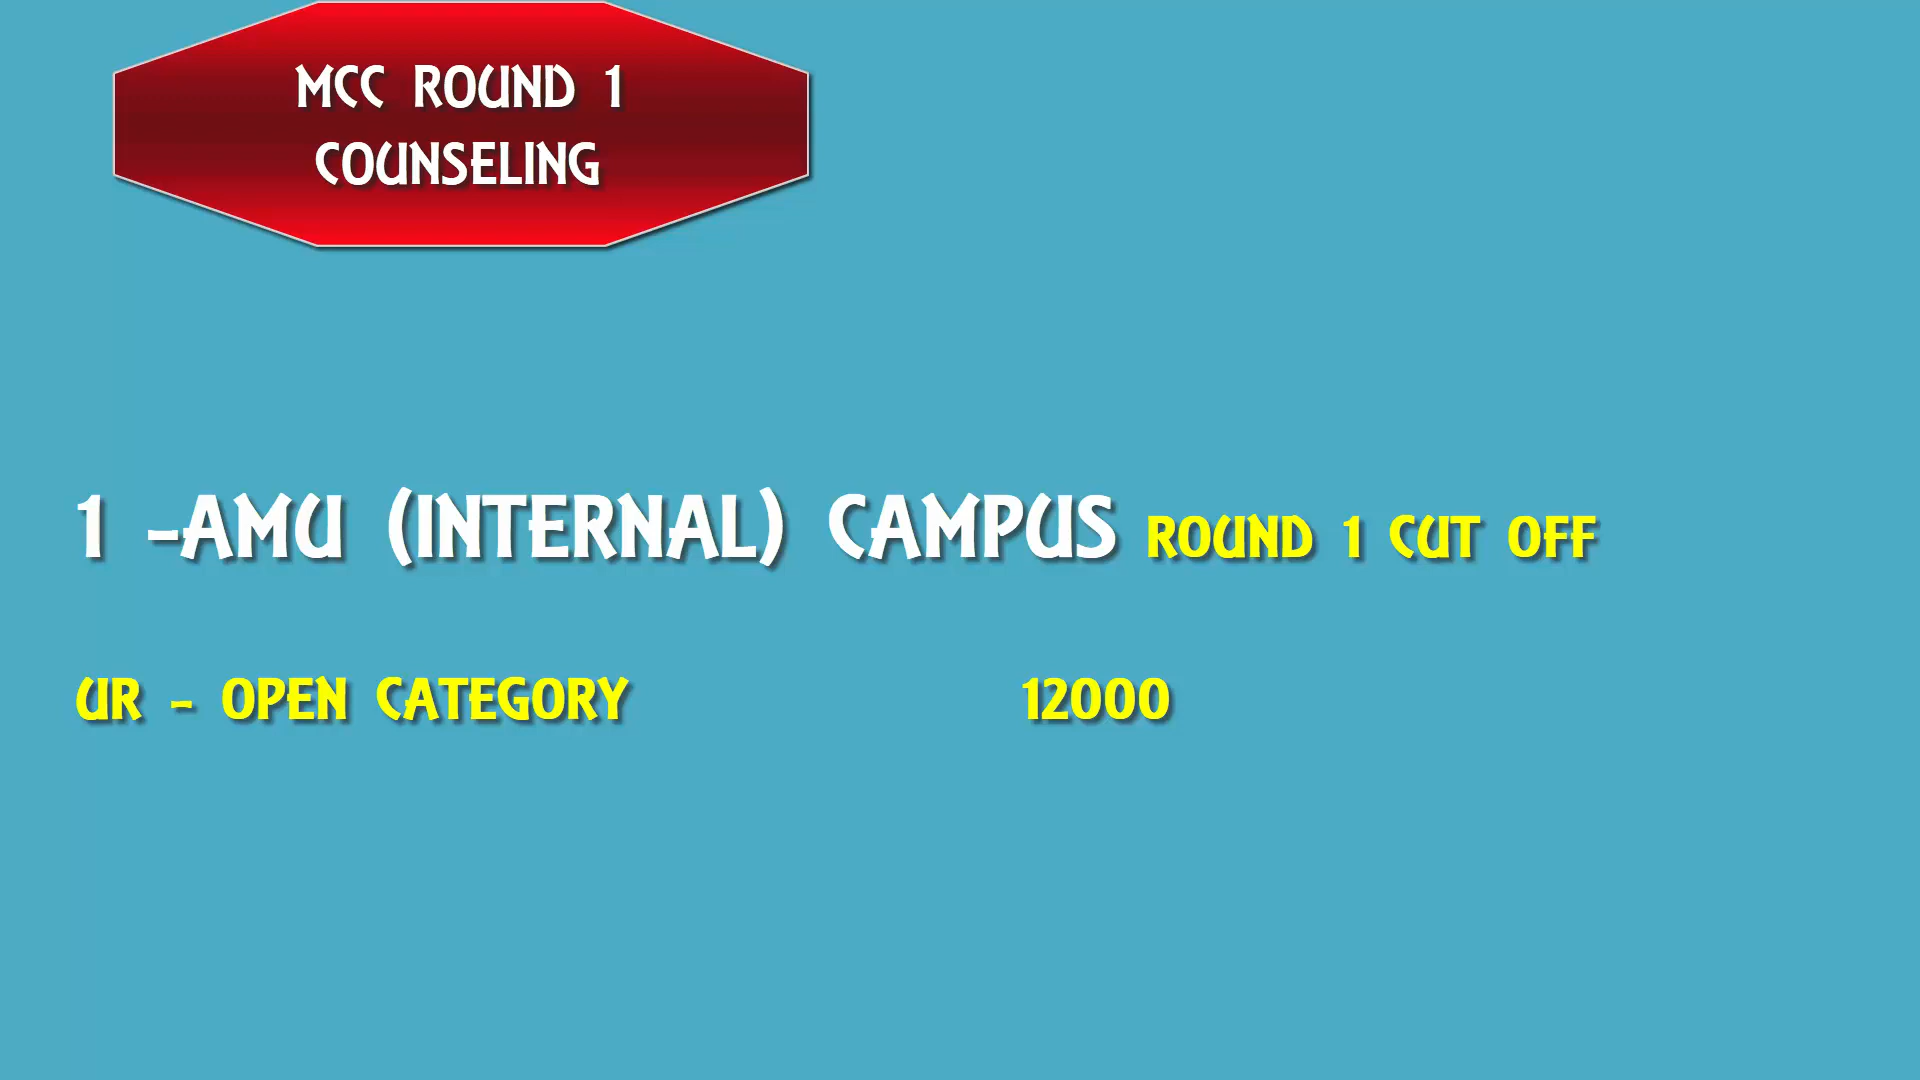 MCC ROUND 1
COUNSELING
1 -AMU (INTERNAL) CAMPUS ROUND 1 CUT OFF
UR - OPEN CATEGORY 12000